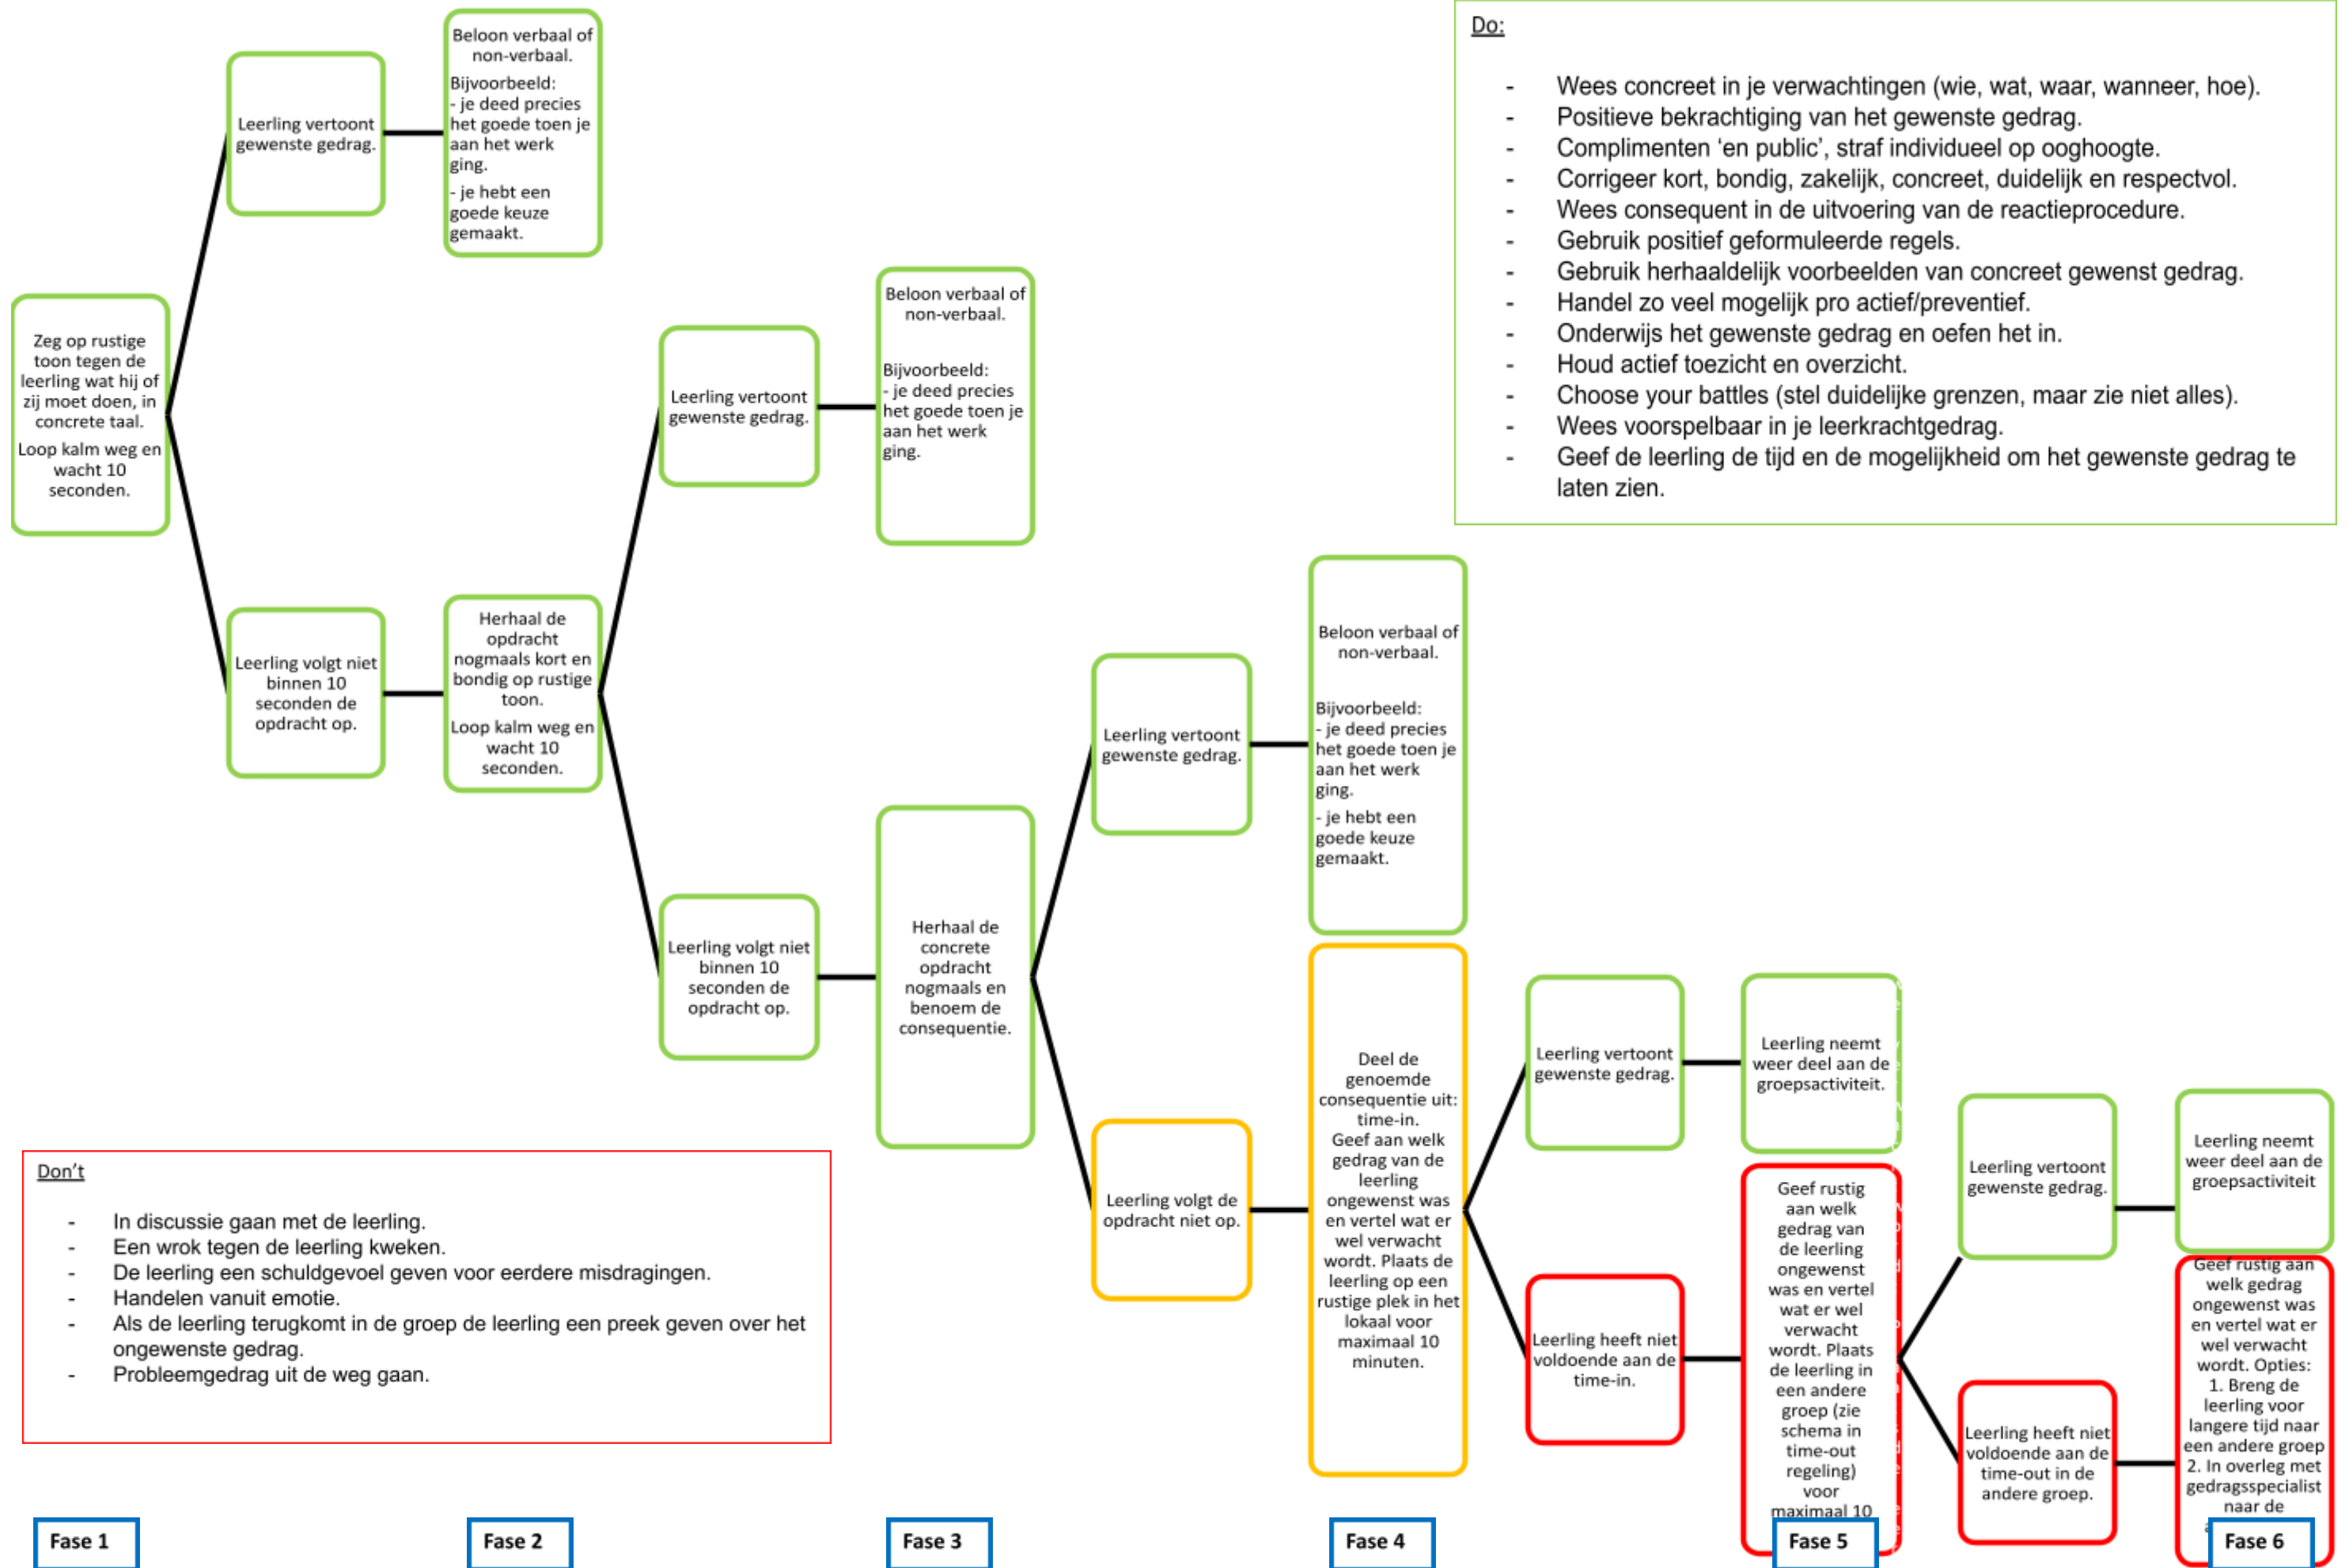 Zeg op rustige
toon tegen de
leerling wat hij of
zij moet doen, in
concrete taal.
Loop kalm weg en
wacht 10
seconden.
Leerling vertoont
gewenste gedrag.
Beloon verbaal of
non-verbaal.
Bijvoorbeeld:
- je deed precies
het goede toen je
aan het werk
ging.
- je hebt een
goede keuze
gemaakt.
Leerling volgt niet
binnen 10
seconden de
opdracht op.
Herhaal de
opdracht
nogmaals kort en
bondig op rustige
toon.
Loop kalm weg en
wacht 10
seconden.
Leerling vertoont
gewenste gedrag.
Beloon verbaal of
non-verbaal.
Bijvoorbeeld:
- je deed precies
het goede toen je
aan het werk
ging.
Leerling volgt niet
binnen 10
seconden de
opdracht op.
Herhaal de
concrete
opdracht
nogmaals en
benoem de
consequentie.
Leerling vertoont
gewenste gedrag.
Beloon verbaal of
non-verbaal.
Bijvoorbeeld:
- je deed precies
het goede toen je
aan het werk
ging.
- je hebt een
goede keuze
gemaakt.
Leerling volgt de
opdracht niet op.
Deel de
genoemde
consequentie uit:
time-in.
Geef aan welk
gedrag van de
leerling
ongewenst was
en vertel wat er
wel verwacht
wordt. Plaats de
leerling op een
rustige plek in het
lokaal voor
maximaal 10
minuten.
Leerling vertoont
gewenste gedrag.
Leerling neemt
weer deel aan de
groepsactiviteit.
Leerling heeft niet
voldoende aan de
time-in.
Geef rustig
aan welk
gedrag van
de leerling
ongewenst
was en vertel
wat er wel
verwacht
wordt. Plaats
de leerling in
een andere
groep (zie
schema in
time-out
regeling)
voor
maximaal 10
Leerling vertoont
gewenste gedrag.
Leerling neemt
weer deel aan de
groepsactiviteit
Leerling heeft niet
voldoende aan de
time-out in de
andere groep.
Geef rustig aan
welk gedrag
ongewenst was
en vertel wat er
wel verwacht
wordt. Opties:
1. Breng de
leerling voor
langere tijd naar
een andere groep
2. In overleg met
gedragsspecialist
naar de
Do:
- Wees concreet in je verwachtingen (wie, wat, waar, wanneer, hoe).
- Positieve bekrachtiging van het gewenste gedrag.
- Complimenten ‘en public’, straf individueel op ooghoogte.
- Corrigeer kort, bondig, zakelijk, concreet, duidelijk en respectvol.
- Wees consequent in de uitvoering van de reactieprocedure.
- Gebruik positief geformuleerde regels.
- Gebruik herhaaldelijk voorbeelden van concreet gewenst gedrag.
- Handel zo veel mogelijk pro actief/preventief.
- Onderwijs het gewenste gedrag en oefen het in.
- Houd actief toezicht en overzicht.
- Choose your battles (stel duidelijke grenzen, maar zie niet alles).
- Wees voorspelbaar in je leerkrachtgedrag.
- Geef de leerling de tijd en de mogelijkheid om het gewenste gedrag te
laten zien.
Don’t
- In discussie gaan met de leerling.
- Een wrok tegen de leerling kweken.
- De leerling een schuldgevoel geven voor eerdere misdragingen.
- Handelen vanuit emotie.
- Als de leerling terugkomt in de groep de leerling een preek geven over het
ongewenste gedrag.
- Probleemgedrag uit de weg gaan.
Fase 1
Fase 2
Fase 3
Fase 4
Fase 5
Fase 6